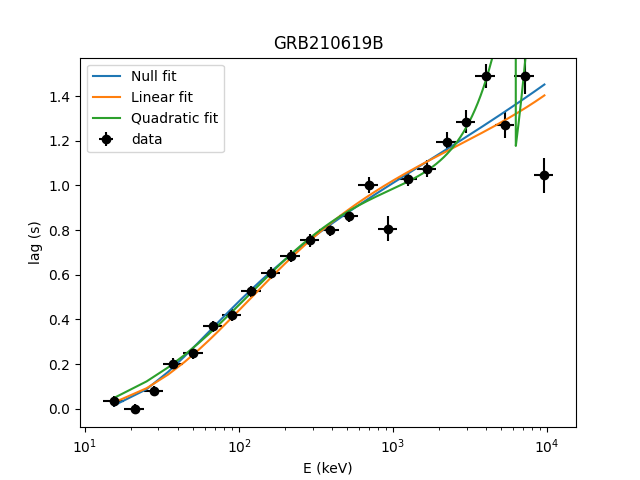 GRB210619B
Null fit
Linear fit
Quadratic fit
data
lag (s)
1.4
1.2
1.0
0.8
0.6
0.4
0.2
0.0
10¹
10²
10³
10⁴
E (keV)